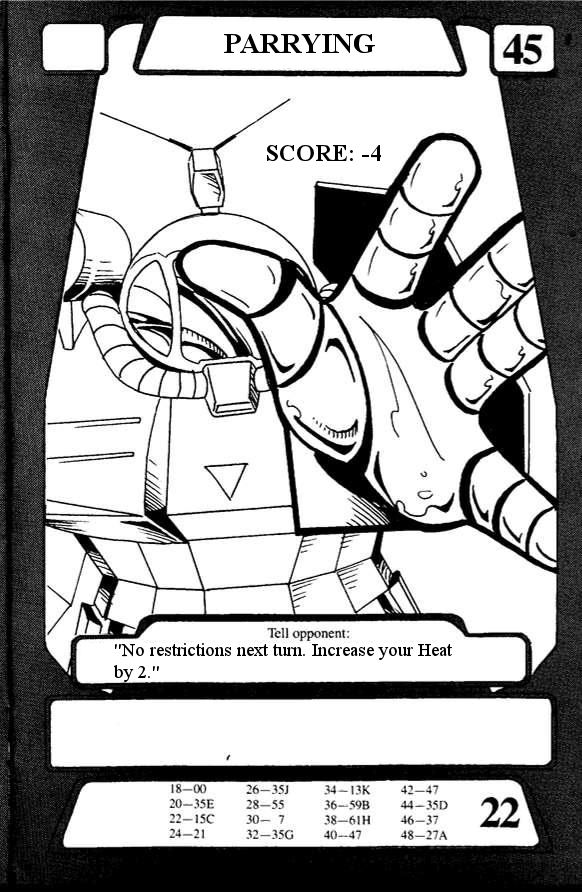 PARRYING
45
SCORE: -4
Tell opponent:
"No restrictions next turn. Increase your Heat
by 2."
18—00 26—35J 34—13K 42—47
20—35E 28—55 36—59B 44—35D
22—15C 30— 7 38—61H 46—37
24—21 32—35G 40—47 48—27A
22